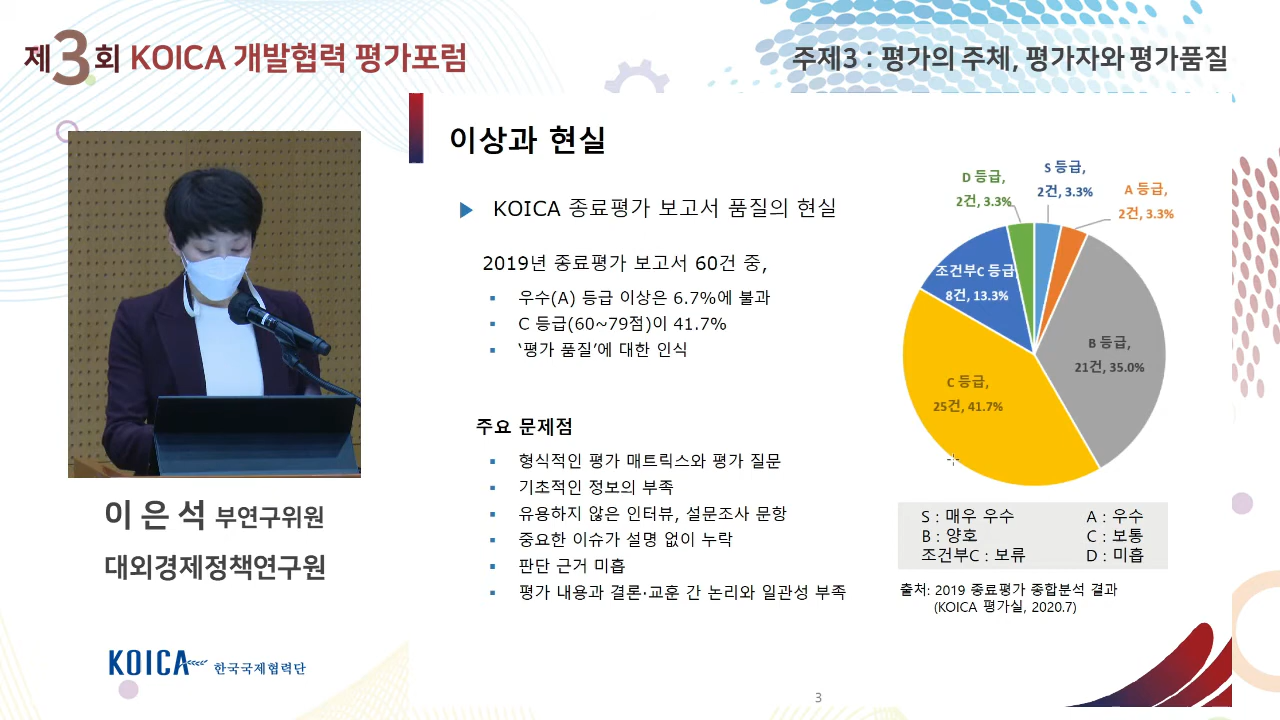 제3회 KOICA 개발협력 평가포럼
주제3 : 평가의 주체, 평가자와 평가품질
이상과 현실
KOICA 종료평가 보고서 품질의 현실
2019년 종료평가 보고서 60건 중,
우수(A) 등급 이상은 6.7%에 불과
C 등급(60~79점)이 41.7%
‘평가 품질’에 대한 인식
주요 문제점
형식적인 평가 매트릭스와 평가 질문
기초적인 정보의 부족
유용하지 않은 인터뷰, 설문조사 문항
중요한 이슈가 설명 없이 누락
판단 근거 미흡
평가 내용과 결론·교훈 간 논리와 일관성 부족
D 등급,
2건, 3.3%
S 등급,
2건, 3.3%
A 등급,
2건, 3.3%
조건부C 등급
8건, 13.3%
B 등급,
21건, 35.0%
C 등급,
25건, 41.7%
S : 매우 우수 A : 우수
B : 양호 C : 보통
조건부C : 보류 D : 미흡
출처: 2019 종료평가 종합분석 결과
(KOICA 평가실, 2020.7)
3
이은석 부연구위원
대외경제정책연구원
KOICA 한국국제협력단